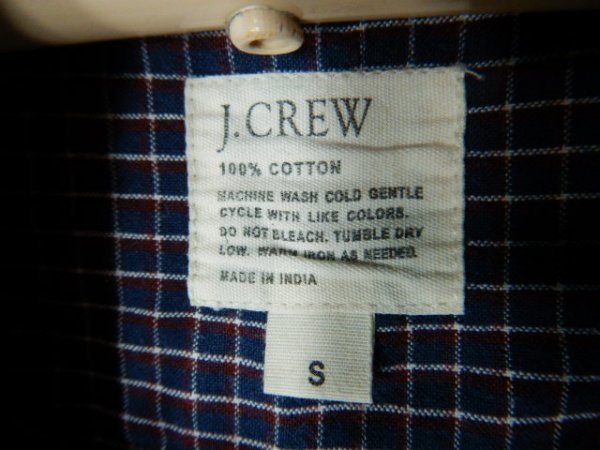 J.CREW
100% COTTON
MACHINE WASH COLD GENTLE
CYCLE WITH LIKE COLORS.
DO NOT BLEACH. TUMBLE DRY
LOW. WARM IRON AS NEEDED.
MADE IN INDIA
S